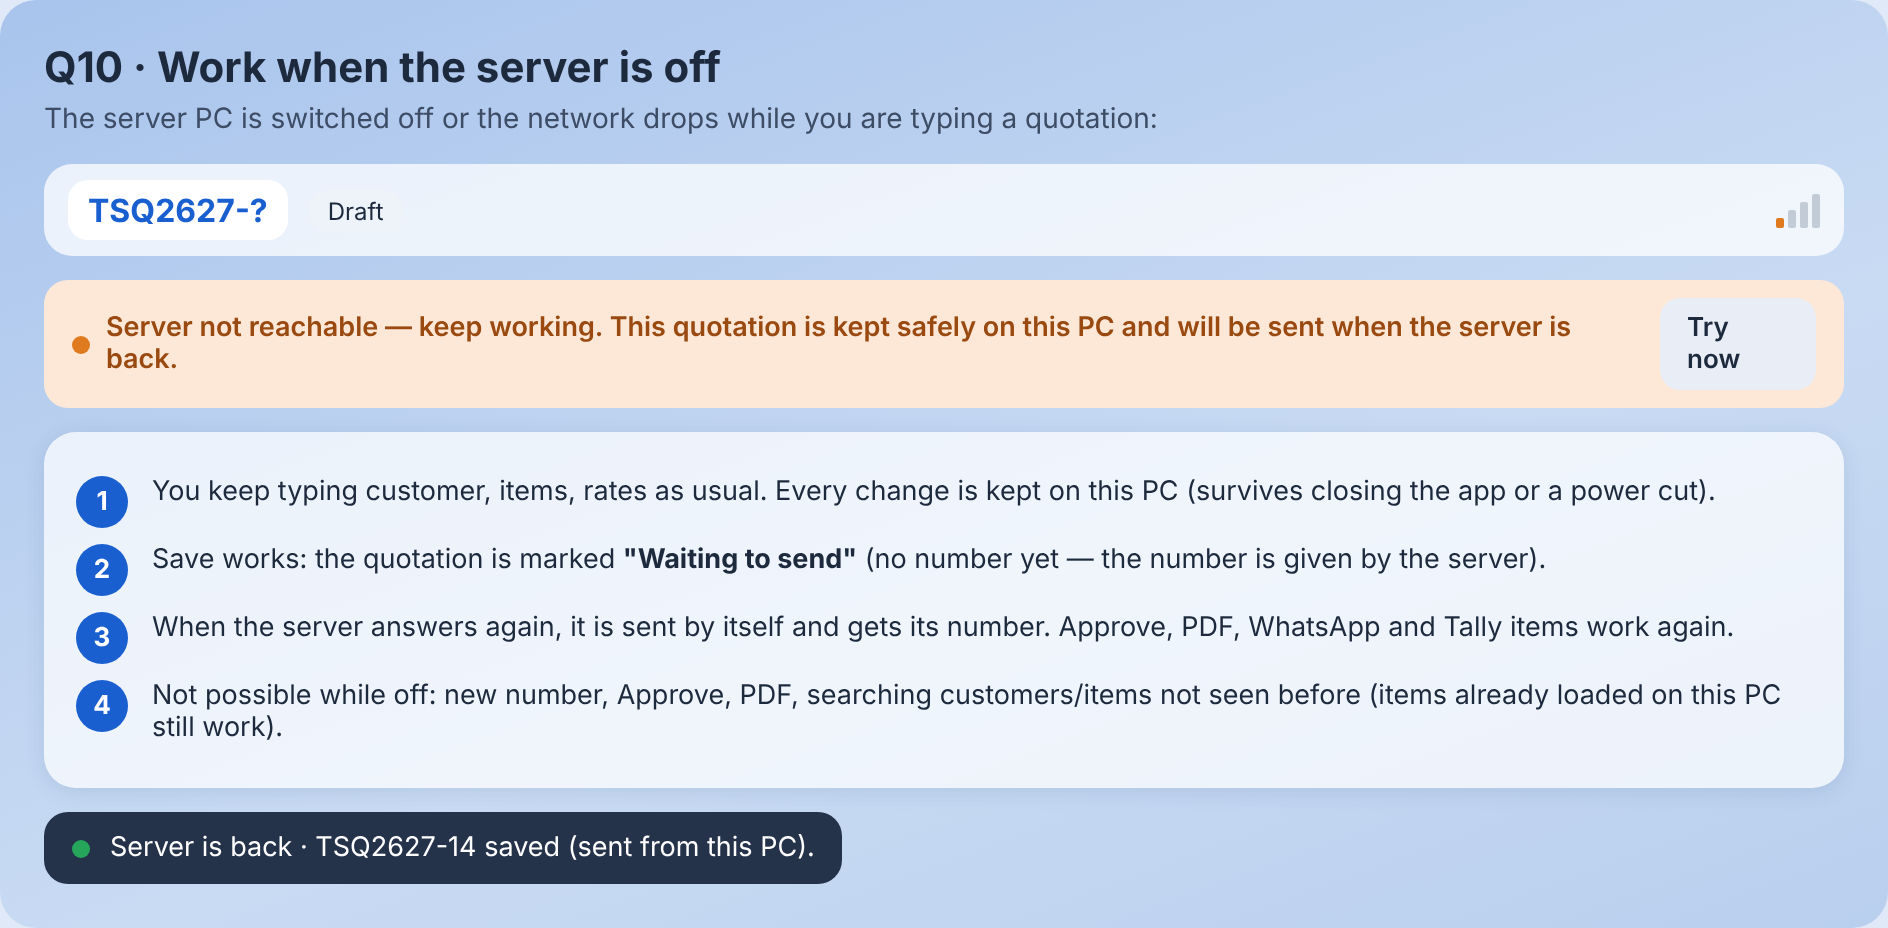 Q10 · Work when the server is off
The server PC is switched off or the network drops while you are typing a quotation:
TSQ2627-? Draft
Server not reachable — keep working. This quotation is kept safely on this PC and will be sent when the server is
back.
Try
now
1 You keep typing customer, items, rates as usual. Every change is kept on this PC (survives closing the app or a power cut).
2 Save works: the quotation is marked "Waiting to send" (no number yet — the number is given by the server).
3 When the server answers again, it is sent by itself and gets its number. Approve, PDF, WhatsApp and Tally items work again.
4 Not possible while off: new number, Approve, PDF, searching customers/items not seen before (items already loaded on this PC
still work).
Server is back · TSQ2627-14 saved (sent from this PC).